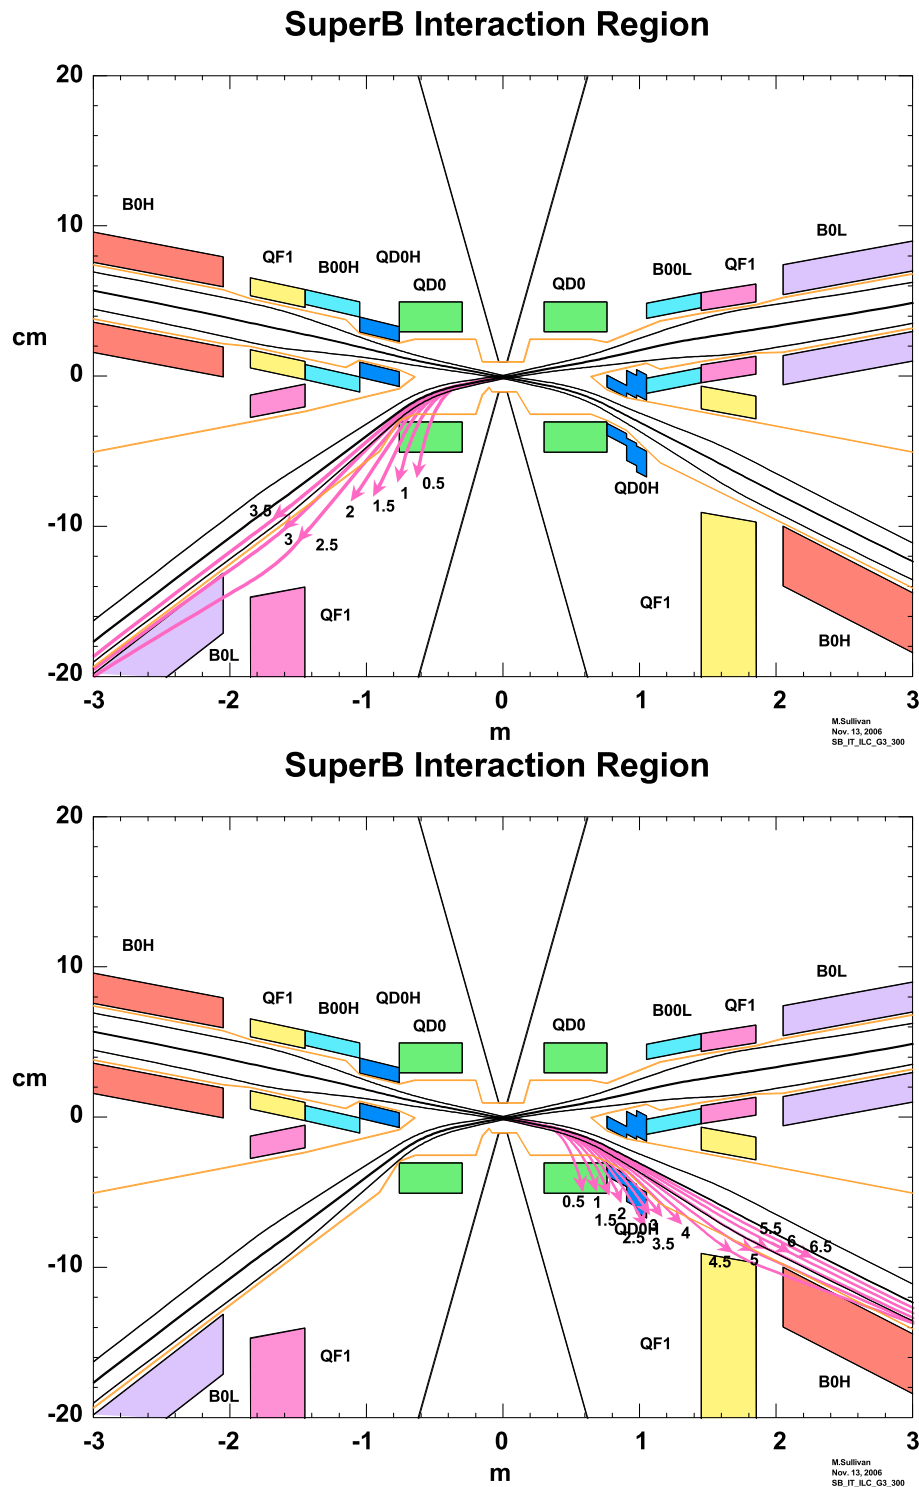 SuperB Interaction Region
20
B0H
10
QF1
B00H
QD0H
QD0
QD0
B00L
QF1
B0L
cm
0
0.5
1
1.5
2
3.5
3
2.5
QD0H
-10
QF1
QF1
B0L
B0H
-20
-3
-2
-1
0
1
2
3
m
M.Sullivan
Nov. 13, 2006
SB_IT_ILC_G3_300
SuperB Interaction Region
20
B0H
10
QF1
B00H
QD0H
QD0
QD0
B00L
QF1
B0L
cm
0
0.5
1
1.5
2
QD0H
2.5
3
3.5
4
4.5
5
5.5
6
6.5
-10
QF1
QF1
B0L
B0H
-20
-3
-2
-1
0
1
2
3
m
M.Sullivan
Nov. 13, 2006
SB_IT_ILC_G3_300